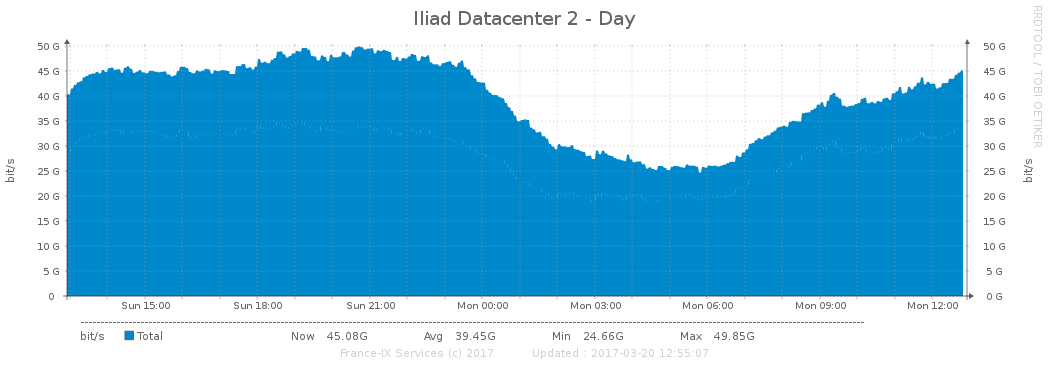 Iliad Datacenter 2 - Day
RRDTOOL / TOBI OETIKER
bit/s
bit/s
50 G 50 G
45 G 45 G
40 G 40 G
35 G 35 G
30 G 30 G
25 G 25 G
20 G 20 G
15 G 15 G
10 G 10 G
5 G 5 G
0 0 G
Sun 15:00 Sun 18:00 Sun 21:00 Mon 00:00 Mon 03:00 Mon 06:00 Mon 09:00 Mon 12:00
bit/s Total Now 45.08G Avg 39.45G Min 24.66G Max 49.85G
France-IX Services (c) 2017 Updated : 2017-03-20 12:55:07